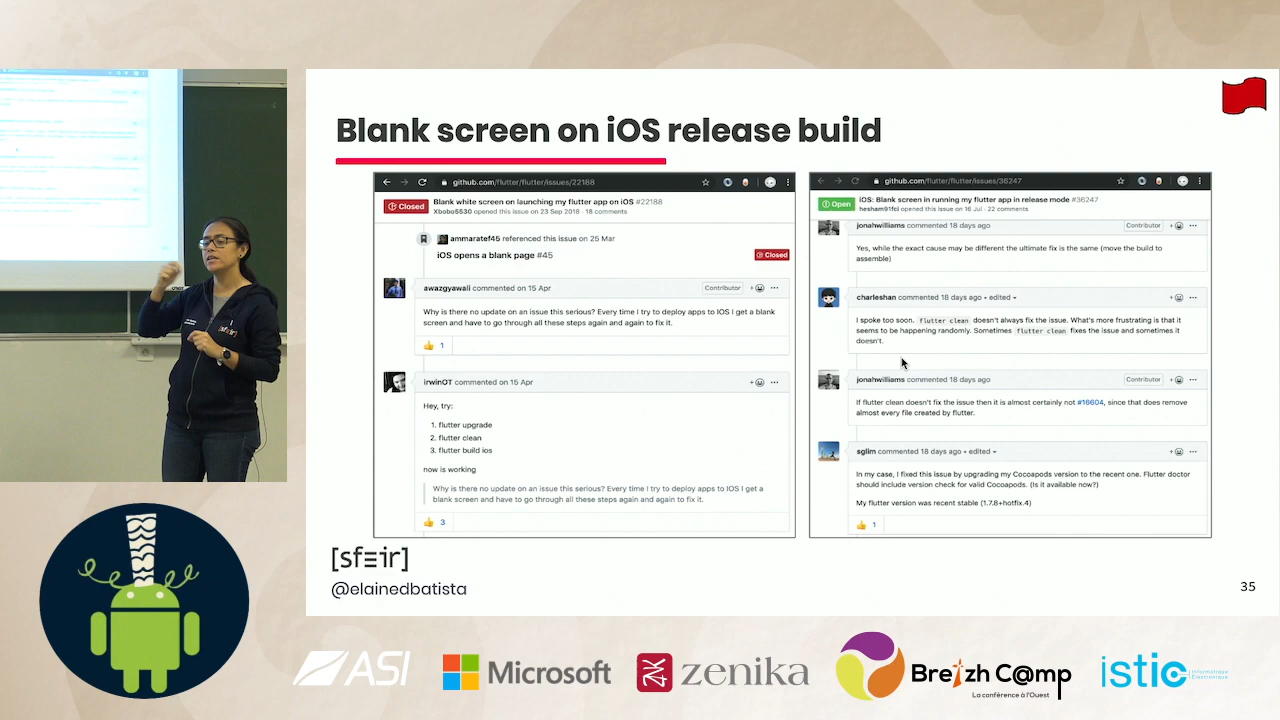 Blank screen on iOS release build
github.com/flutter/flutter/issues/22188
Closed
Blank white screen on launching my flutter app on iOS #22188
Xbobo5530 opened this issue on 23 Sep 2018 · 18 comments
ammaratef45 referenced this issue on 25 Mar
iOS opens a blank page #45
Closed
awazgyawali commented on 15 Apr
Contributor
Why is there no update on an issue this serious? Every time I try to deploy apps to IOS I get a blank
screen and have to go through all these steps again and again to fix it.
1
irwinOT commented on 15 Apr
Hey, try:
1. flutter upgrade
2. flutter clean
3. flutter build ios
now is working
Why is there no update on an issue this serious? Every time I try to deploy apps to IOS I get a
blank screen and have to go through all these steps again and again to fix it.
3
github.com/flutter/flutter/issues/36247
Open
iOS: Blank screen in running my flutter app in release mode #36247
hesham91fci opened this issue on 16 Jul · 22 comments
jonahwilliams commented 18 days ago
Contributor
Yes, while the exact cause may be different the ultimate fix is the same (move the build to
assemble)
charleshan commented 18 days ago • edited
I spoke too soon. flutter clean doesn't always fix the issue. What's more frustrating is that it
seems to be happening randomly. Sometimes flutter clean fixes the issue and sometimes it
doesn't.
jonahwilliams commented 18 days ago
Contributor
If flutter clean doesn't fix the issue then it is almost certainly not #16604, since that does remove
almost every file created by flutter.
sglim commented 18 days ago • edited
In my case, I fixed this issue by upgrading my Cocoapods version to the recent one. Flutter doctor
should include version check for valid Cocoapods. (Is it available now?)
My flutter version was recent stable (1.7.8+hotfix.4)
1
[sfeir]
@elainedbatista
35
ASI
Microsoft
zenika
Breizh C@mp
La conférence à l'Ouest
istic
Informatique
Électronique